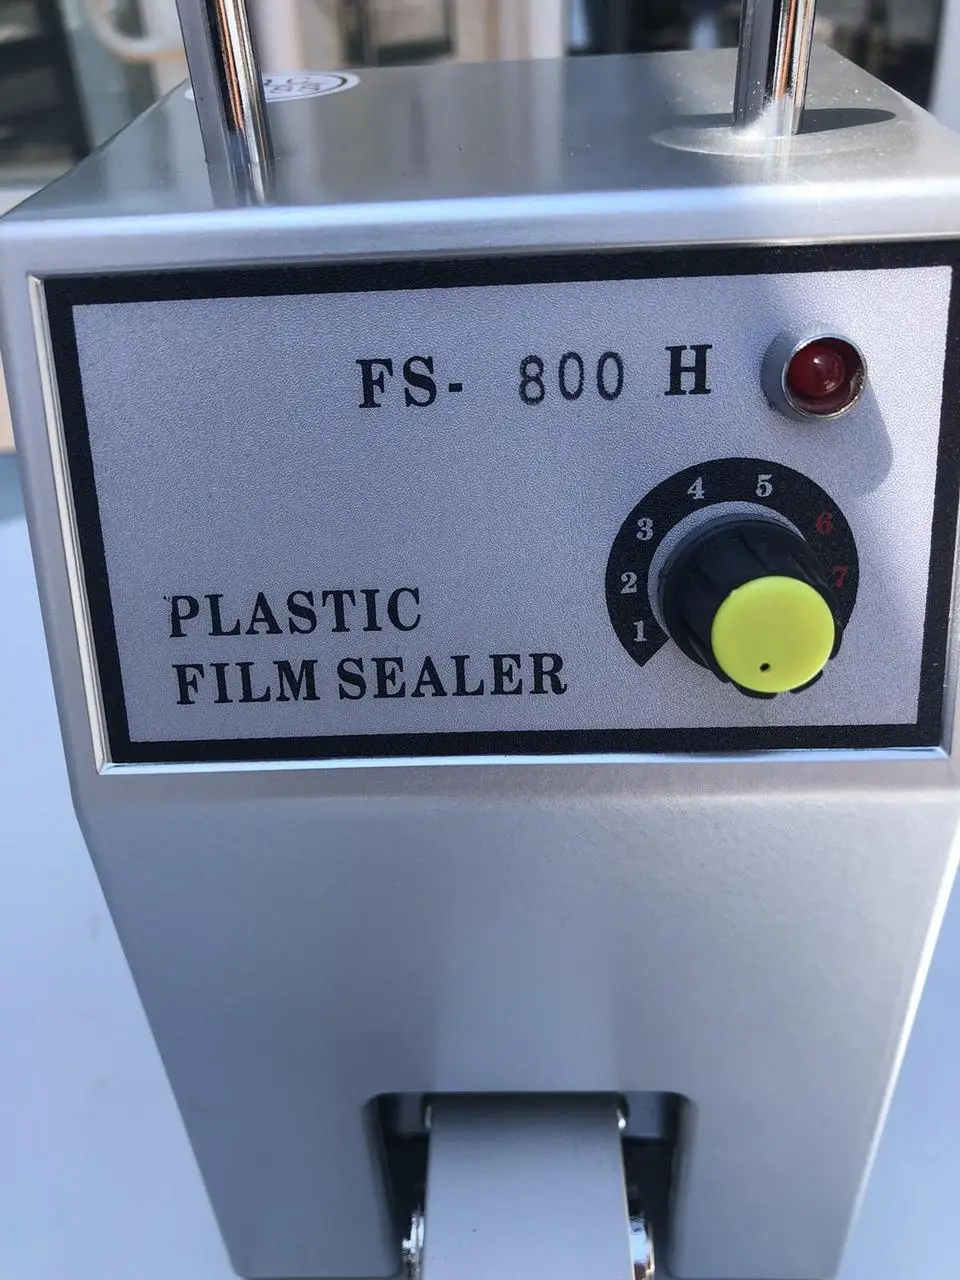 FS- 800 H
4 5
3 6
2 7
1
PLASTIC
FILM SEALER